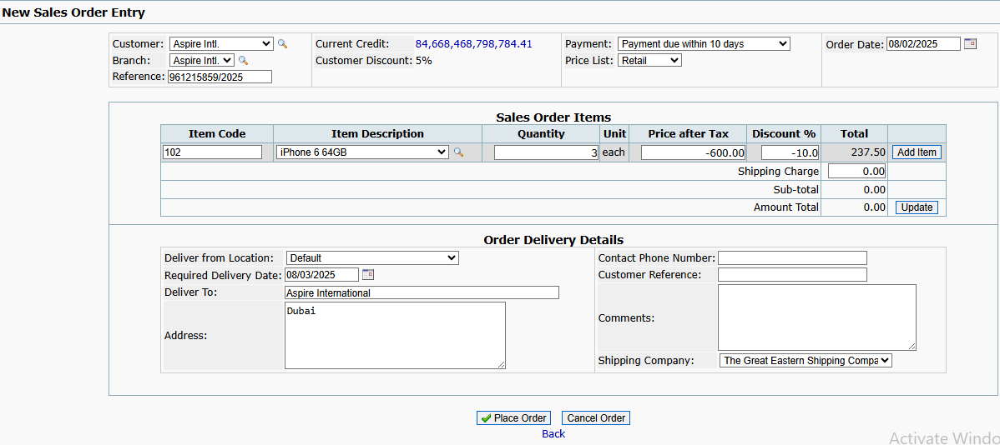 New Sales Order Entry
Customer: Aspire Intl. Current Credit: 84,668,468,798,784.41 Payment: Payment due within 10 days Order Date: 08/02/2025
Branch: Aspire Intl. Customer Discount: 5% Price List: Retail
Reference: 961215859/2025
Sales Order Items
Item Code Item Description Quantity Unit Price after Tax Discount % Total
102 iPhone 6 64GB 3 each -600.00 -10.0 237.50 Add Item
Shipping Charge 0.00
Sub-total 0.00
Amount Total 0.00 Update
Order Delivery Details
Deliver from Location: Default Contact Phone Number:
Required Delivery Date: 08/03/2025 Customer Reference:
Deliver To: Aspire International
Address: Dubai
Comments:
Shipping Company: The Great Eastern Shipping Compa
Place Order Cancel Order
Back
Activate Windo